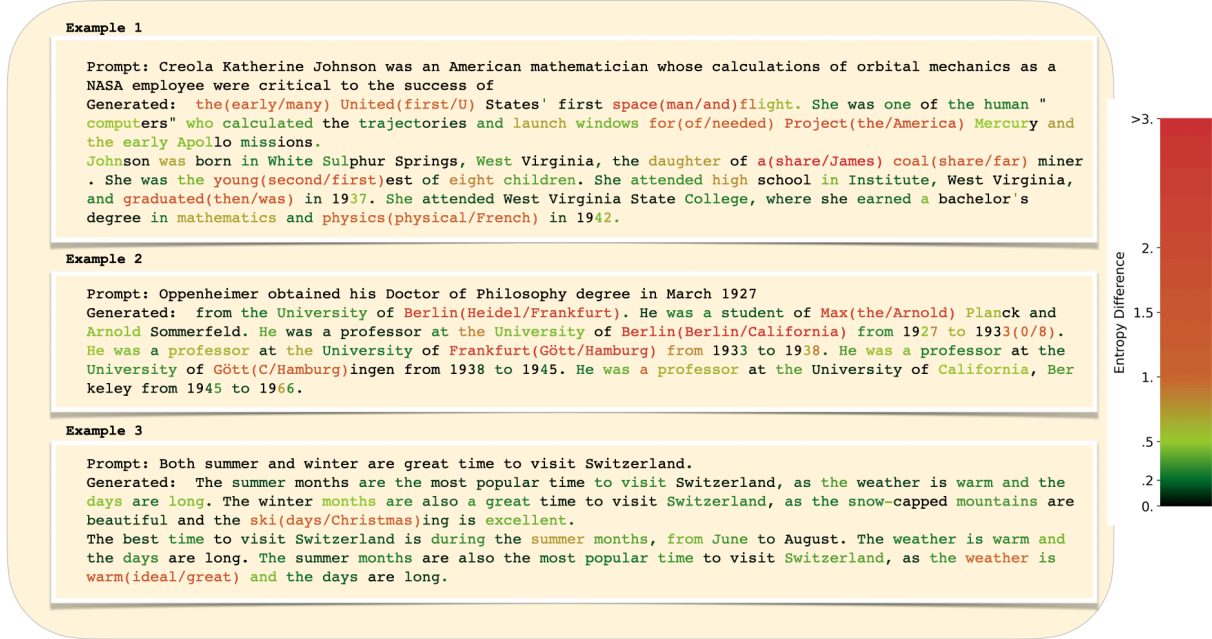 Example 1
Prompt: Creola Katherine Johnson was an American mathematician whose calculations of orbital mechanics as a
NASA employee were critical to the success of
Generated:  the(early/many) United(first/U) States' first space(man/and)flight. She was one of the human "
computers" who calculated the trajectories and launch windows for(of/needed) Project(the/America) Mercury and
the early Apollo missions.
Johnson was born in White Sulphur Springs, West Virginia, the daughter of a(share/James) coal(share/far) miner
. She was the young(second/first)est of eight children. She attended high school in Institute, West Virginia,
and graduated(then/was) in 1937. She attended West Virginia State College, where she earned a bachelor's
degree in mathematics and physics(physical/French) in 1942.
Example 2
Prompt: Oppenheimer obtained his Doctor of Philosophy degree in March 1927
Generated:  from the University of Berlin(Heidel/Frankfurt). He was a student of Max(the/Arnold) Planck and
Arnold Sommerfeld. He was a professor at the University of Berlin(Berlin/California) from 1927 to 1933(0/8).
He was a professor at the University of Frankfurt(Gött/Hamburg) from 1933 to 1938. He was a professor at the
University of Gött(C/Hamburg)ingen from 1938 to 1945. He was a professor at the University of California, Ber
keley from 1945 to 1966.
Example 3
Prompt: Both summer and winter are great time to visit Switzerland.
Generated:  The summer months are the most popular time to visit Switzerland, as the weather is warm and the
days are long. The winter months are also a great time to visit Switzerland, as the snow-capped mountains are
beautiful and the ski(days/Christmas)ing is excellent.
The best time to visit Switzerland is during the summer months, from June to August. The weather is warm and
the days are long. The summer months are also the most popular time to visit Switzerland, as the weather is
warm(ideal/great) and the days are long.
>3.
2.
1.5
1.
.5
.2
0.
Entropy Difference